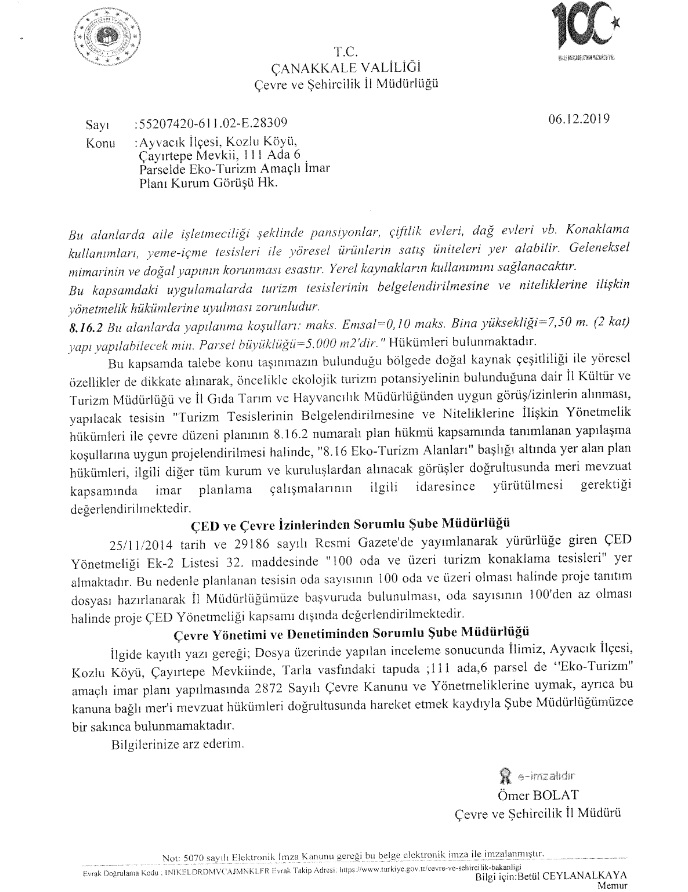 100
T.C.
ÇANAKKALE VALİLİĞİ
Çevre ve Şehircilik İl Müdürlüğü
Sayı :55207420-611.02-E.28309 06.12.2019
Konu :Ayvacık İlçesi, Kozlu Köyü,
Çayırtepe Mevkii, 111 Ada 6
Parselde Eko-Turizm Amaçlı İmar
Planı Kurum Görüşü Hk.
Bu alanlarda aile işletmeciliği şeklinde pansiyonlar, çiftlik evleri, dağ evleri vb. Konaklama
kullanımları, yeme-içme tesisleri ile yöresel ürünlerin satış üniteleri yer alabilir. Geleneksel
mimarinin ve doğal yapının korunması esastır. Yerel kaynakların kullanımını sağlanacaktır.
Bu kapsamdaki uygulamalarda turizm tesislerinin belgelendirilmesine ve niteliklerine ilişkin
yönetmelik hükümlerine uyulması zorunludur.
8.16.2 Bu alanlarda yapılanma koşulları: maks. Emsal=0,10 maks. Bina yüksekliği=7,50 m. (2 kat)
yapı yapılabilecek min. Parsel büyüklüğü=5.000 m2'dir." Hükümleri bulunmaktadır.
Bu kapsamda talebe konu taşınmazın bulunduğu bölgede doğal kaynak çeşitliliği ile yöresel
özellikler de dikkate alınarak, öncelikle ekolojik turizm potansiyelinin bulunduğuna dair İl Kültür ve
Turizm Müdürlüğü ve İl Gıda Tarım ve Hayvancılık Müdürlüğünden uygun görüş/izinlerin alınması,
yapılacak tesisin "Turizm Tesislerinin Belgelendirilmesine ve Niteliklerine İlişkin Yönetmelik
hükümleri ile çevre düzeni planının 8.16.2 numaralı plan hükmü kapsamında tanımlanan yapılaşma
koşullarına uygun projelendirilmesi halinde, "8.16 Eko-Turizm Alanları" başlığı altında yer alan plan
hükümleri, ilgili diğer tüm kurum ve kuruluşlardan alınacak görüşler doğrultusunda meri mevzuat
kapsamında imar planlama çalışmalarının ilgili idaresince yürütülmesi gerektiği
değerlendirilmektedir.
ÇED ve Çevre İzinlerinden Sorumlu Şube Müdürlüğü
25/11/2014 tarih ve 29186 sayılı Resmi Gazete'de yayımlanarak yürürlüğe giren ÇED
Yönetmeliği Ek-2 Listesi 32. maddesinde "100 oda ve üzeri turizm konaklama tesisleri" yer
almaktadır. Bu nedenle planlanan tesisin oda sayısının 100 oda ve üzeri olması halinde proje tanıtım
dosyası hazırlanarak İl Müdürlüğümüze başvuruda bulunulması, oda sayısının 100'den az olması
halinde proje ÇED Yönetmeliği kapsamı dışında değerlendirilmektedir.
Çevre Yönetimi ve Denetiminden Sorumlu Şube Müdürlüğü
İlgide kayıtlı yazı gereği; Dosya üzerinde yapılan inceleme sonucunda İlimiz, Ayvacık İlçesi,
Kozlu Köyü, Çayırtepe Mevkiinde, Tarla vasfındaki tapuda ;111 ada,6 parsel de "Eko-Turizm"
amaçlı imar planı yapılmasında 2872 Sayılı Çevre Kanunu ve Yönetmeliklerine uymak, ayrıca bu
kanuna bağlı mer'i mevzuat hükümleri doğrultusunda hareket etmek kaydıyla Şube Müdürlüğümüzce
bir sakınca bulunmamaktadır.
Bilgilerinize arz ederim.
e-imzalıdır
Ömer BOLAT
Çevre ve Şehircilik İl Müdürü
Not: 5070 sayılı Elektronik İmza Kanunu gereği bu belge elektronik imza ile imzalanmıştır.
Evrak Doğrulama Kodu : INIKELDRDMVCAJMNKLFR Evrak Takip Adresi, https://www.turkiye.gov.tr/cevre-ve-sehircilik-bakanligi
Bilgi için:Betül CEYLANALKAYA
Memur